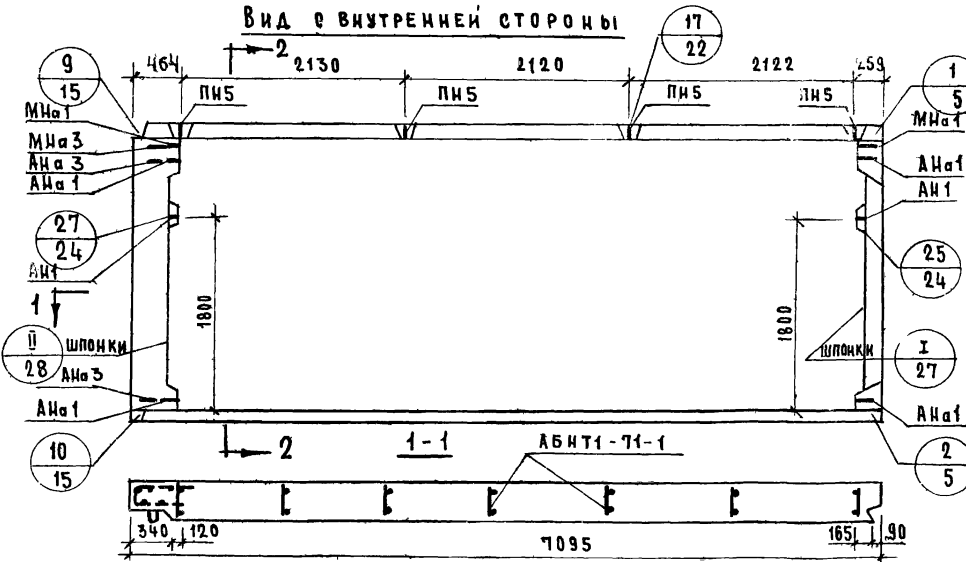 ВИД С ВНУТРЕННЕЙ СТОРОНЫ
17
22
2
464
2130
2120
2122
259
9
15
1
5
ПН5
ПН5
ПН5
ПН5
МНа1
МНа3
АНа3
АНа1
МНа1
АНа1
АН1
27
24
АН1
25
24
1
1800
1800
II
28
ШПОНКИ
ШПОНКИ
I
27
АНа3
АНа1
АНа1
10
15
2
1-1
АБНТ1-71-1
2
5
340
120
7095
165
90